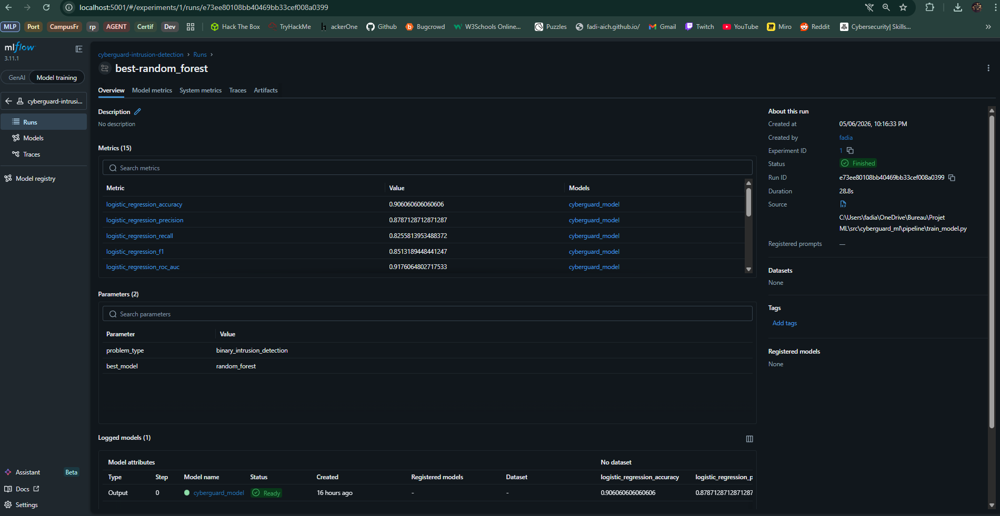 localhost:5001/#/experiments/1/runs/e73ee80108bb40469bb33cef008a0399
MLP Port CampusFr rp AGENT Certif Dev Hack The Box TryHackMe ackerOne Github Bugcrowd W3Schools Online... Puzzles fadi-aich.github.io/ Gmail Twitch YouTube Miro Reddit Cybersecurity| Skills... »
mlflow
3.11.1
GenAI Model training
cyberguard-intrusi...
Runs
Models
Traces
Model registry
Assistant Beta
Docs
Settings
cyberguard-intrusion-detection › Runs ›
best-random_forest
Overview Model metrics System metrics Traces Artifacts
Description
No description
Metrics (15)
Search metrics
Metric Value Models
logistic_regression_accuracy 0.906060606060606 cyberguard_model
logistic_regression_precision 0.8787128712871287 cyberguard_model
logistic_regression_recall 0.8255813953488372 cyberguard_model
logistic_regression_f1 0.8513189448441247 cyberguard_model
logistic_regression_roc_auc 0.9176064802717533 cyberguard_model
Parameters (2)
Search parameters
Parameter Value
problem_type binary_intrusion_detection
best_model random_forest
Logged models (1)
Model attributes No dataset
Type Step Model name Status Created Registered models Dataset logistic_regression_accuracy logistic_regression_p
Output 0 cyberguard_model Ready 16 hours ago - - 0.906060606060606 0.8787128712871287
About this run
Created at 05/06/2026, 10:16:33 PM
Created by fadia
Experiment ID 1
Status Finished
Run ID e73ee80108bb40469bb33cef008a0399
Duration 28.8s
Source
C:\Users\fadia\OneDrive\Bureau\Projet
ML\src\cyberguard_ml\pipeline\train_model.py
Registered prompts —
Datasets
None
Tags
Add tags
Registered models
None